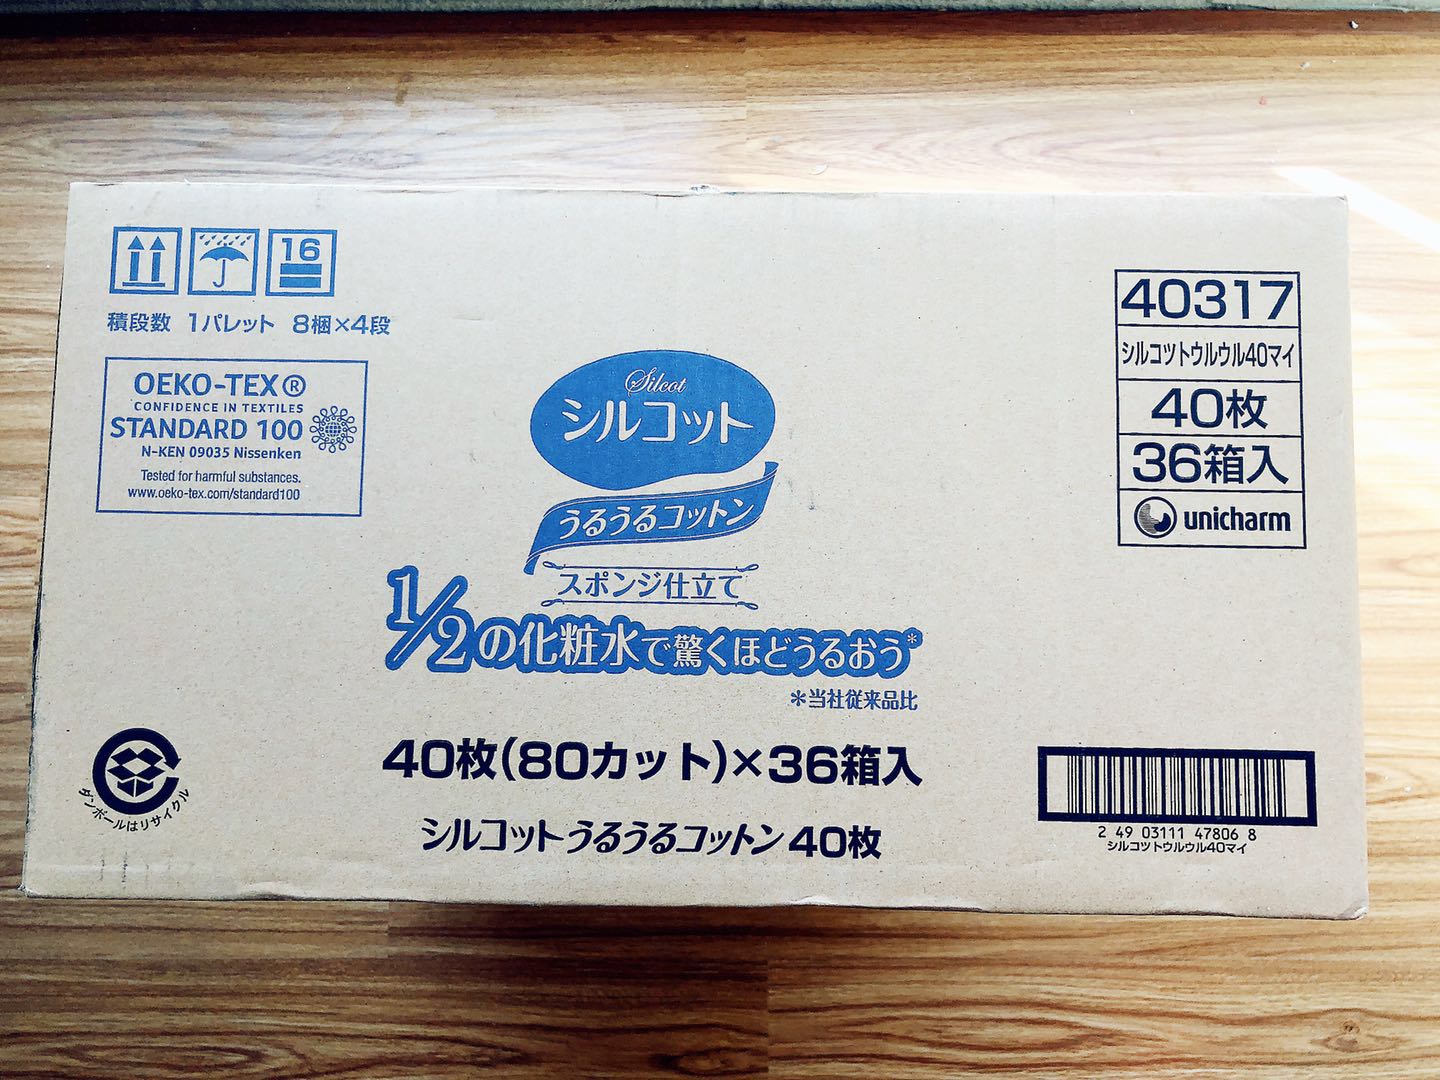 16
積段数 1パレット 8梱×4段
OEKO-TEX®
CONFIDENCE IN TEXTILES
STANDARD 100
N-KEN 09035 Nissenken
Tested for harmful substances.
www.oeko-tex.com/standard100
Silcot
シルコット
うるうるコットン
スポンジ仕立て
1/2の化粧水で驚くほどうるおう*
*当社従来品比
40枚(80カット)×36箱入
シルコットうるうるコットン40枚
ダンボールはリサイクル
40317
シルコツトウルウル40マイ
40枚
36箱入
unicharm
2 49 03111 47806 8
シルコツトウルウル40マイ